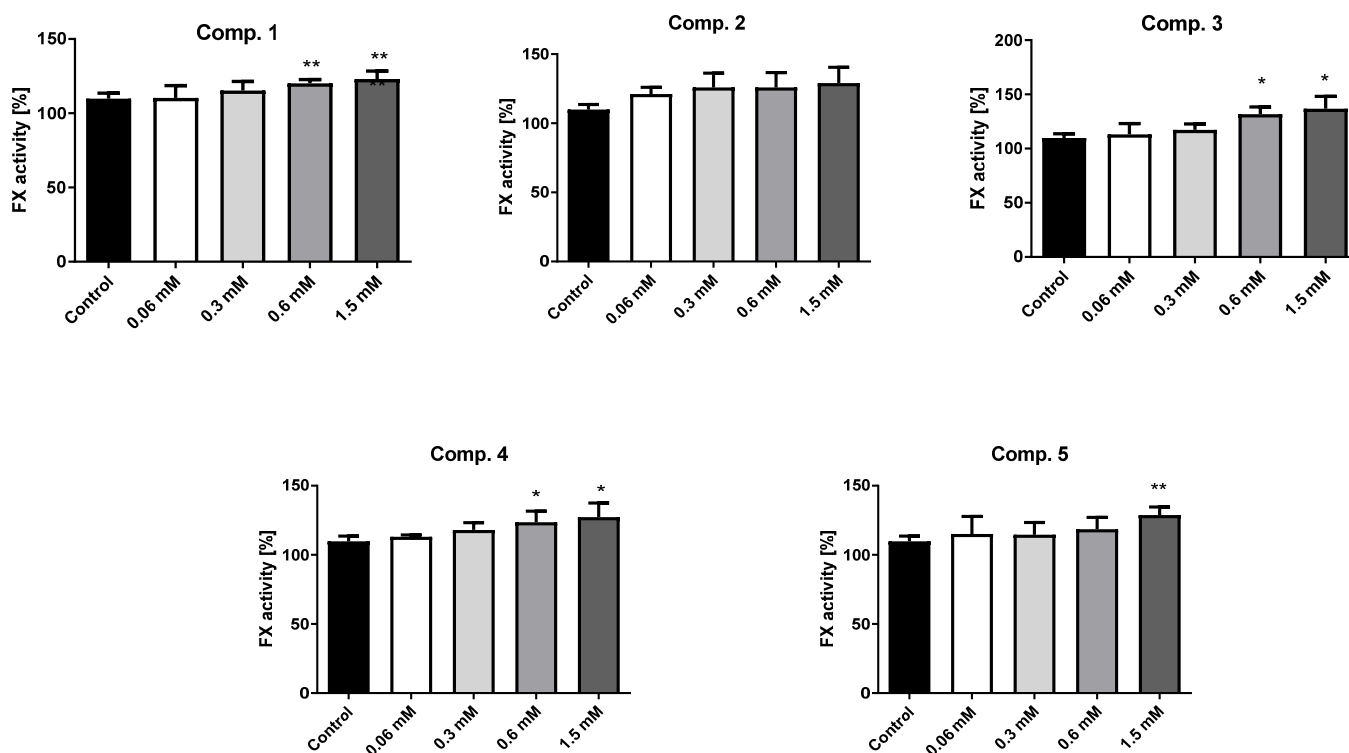 Comp. 1
FX activity [%]
150
100
50
0
**
**
**
Control
0.06 mM
0.3 mM
0.6 mM
1.5 mM
Comp. 2
FX activity [%]
150
100
50
0
Control
0.06 mM
0.3 mM
0.6 mM
1.5 mM
Comp. 3
FX activity [%]
200
150
100
50
0
*
*
Control
0.06 mM
0.3 mM
0.6 mM
1.5 mM
Comp. 4
FX activity [%]
150
100
50
0
*
*
Control
0.06 mM
0.3 mM
0.6 mM
1.5 mM
Comp. 5
FX activity [%]
150
100
50
0
**
Control
0.06 mM
0.3 mM
0.6 mM
1.5 mM